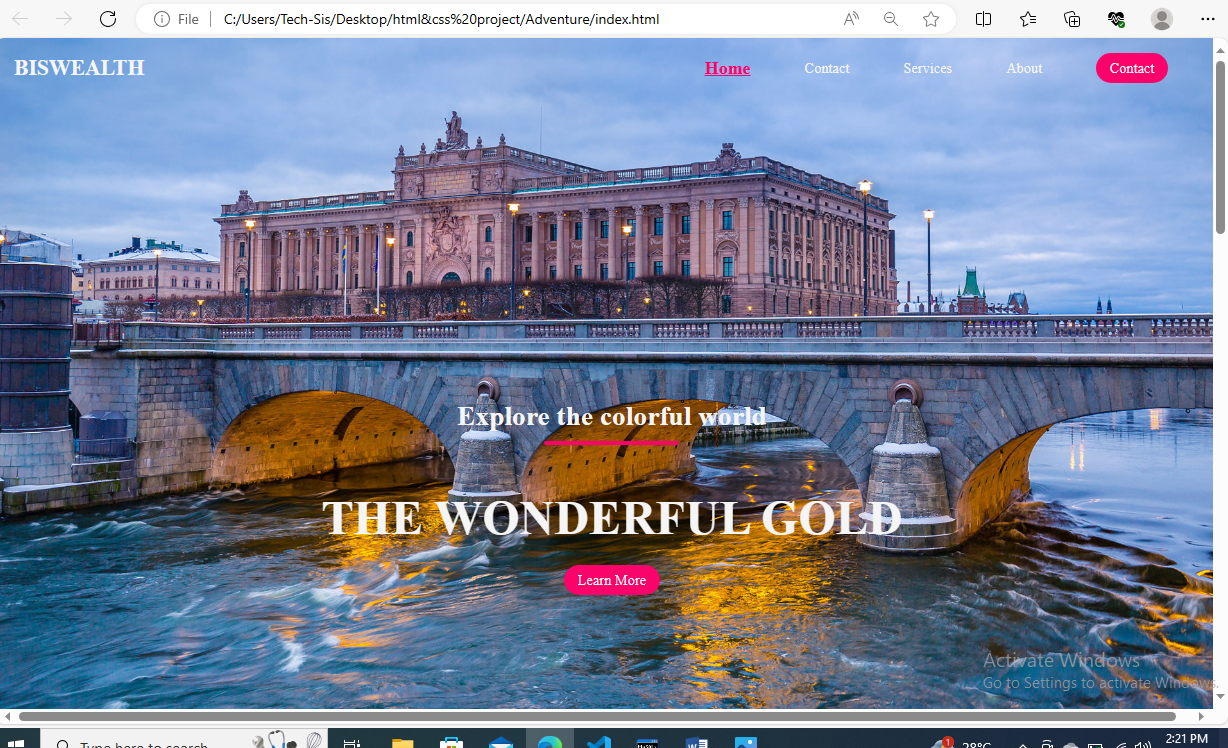 File
C:/Users/Tech-Sis/Desktop/html&css%20project/Adventure/index.html
BISWEALTH
Home
Contact
Services
About
Contact
Explore the colorful world
THE WONDERFUL GOLD
Learn More
Activate Windows
Go to Settings to activate Windows.
Type here to search
1
28°C
2:21 PM